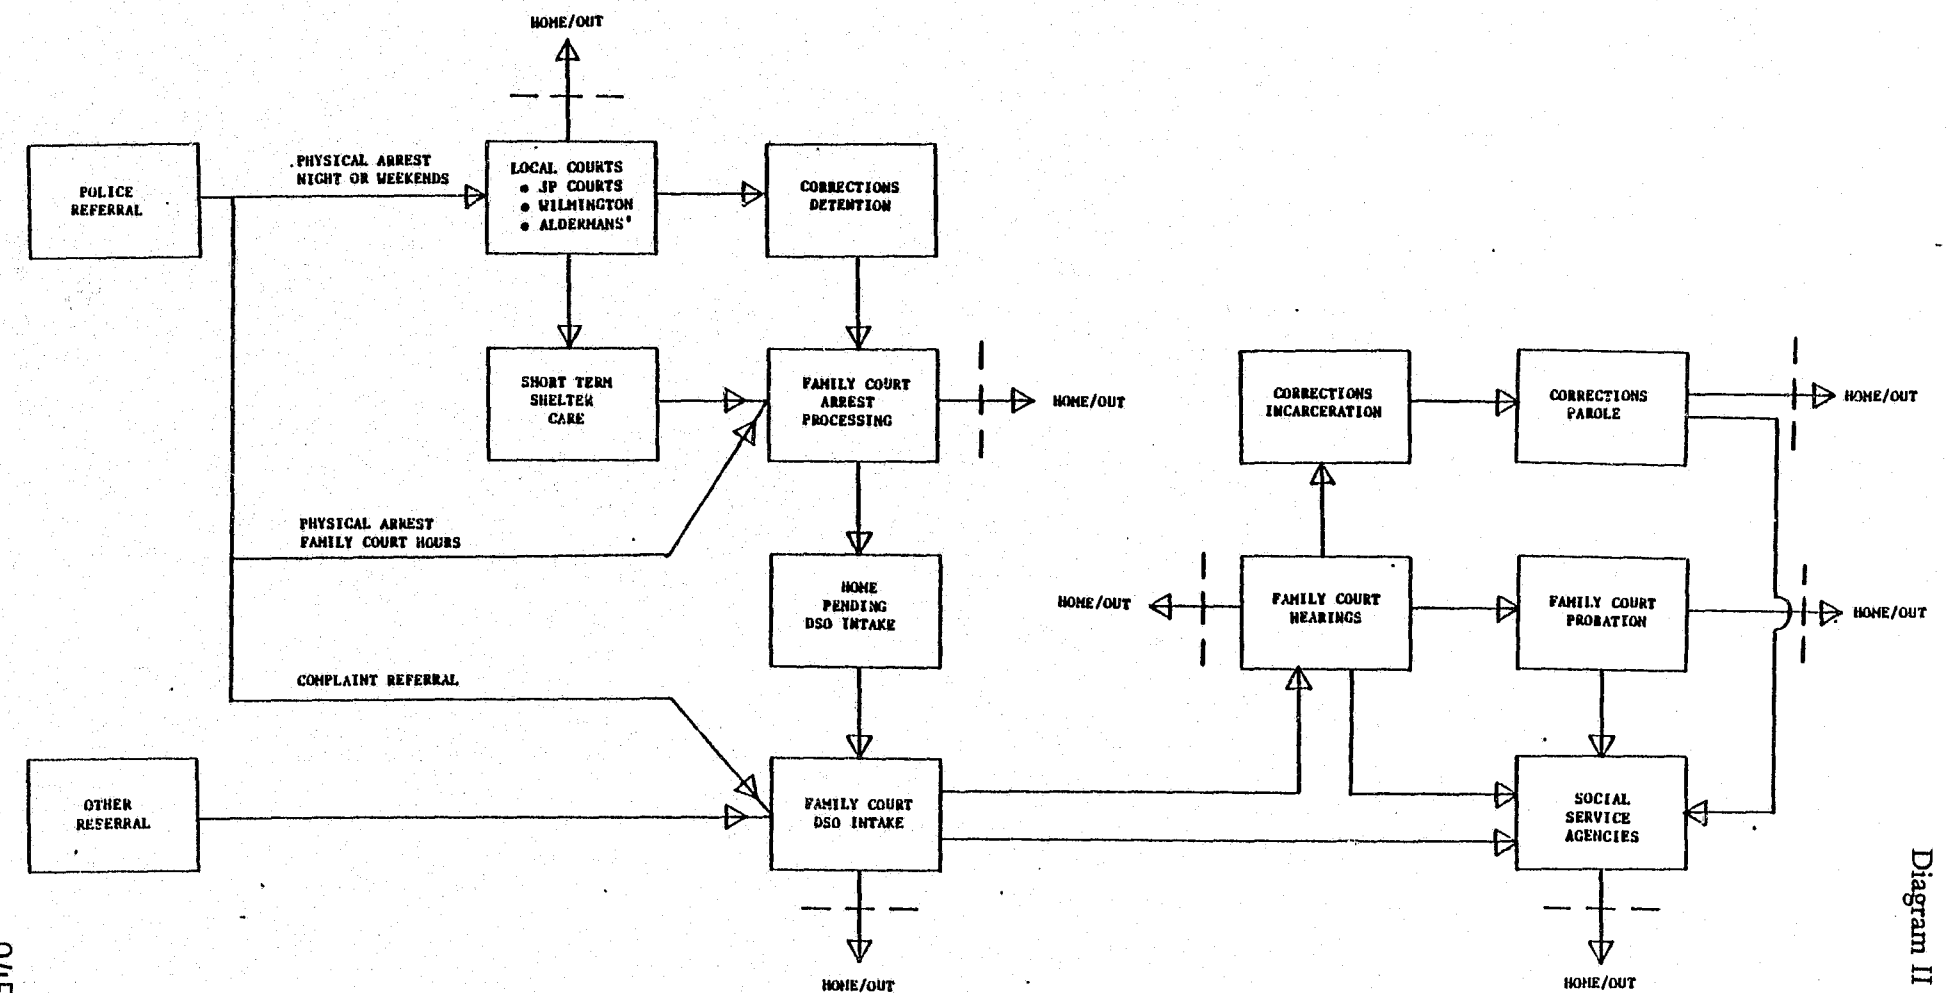 HOME/OUT
POLICE
REFERRAL
PHYSICAL ARREST
NIGHT OR WEEKENDS
LOCAL COURTS
• JP COURTS
• WILMINGTON
• ALDERMANS'
CORRECTIONS
DETENTION
SHORT TERM
SHELTER
CARE
FAMILY COURT
ARREST
PROCESSING
HOME/OUT
CORRECTIONS
INCARCERATION
CORRECTIONS
PAROLE
HOME/OUT
PHYSICAL ARREST
FAMILY COURT HOURS
HOME
PENDING
DSO INTAKE
HOME/OUT
FAMILY COURT
HEARINGS
FAMILY COURT
PROBATION
HOME/OUT
COMPLAINT REFERRAL
OTHER
REFERRAL
FAMILY COURT
DSO INTAKE
SOCIAL
SERVICE
AGENCIES
HOME/OUT
HOME/OUT
Diagram II